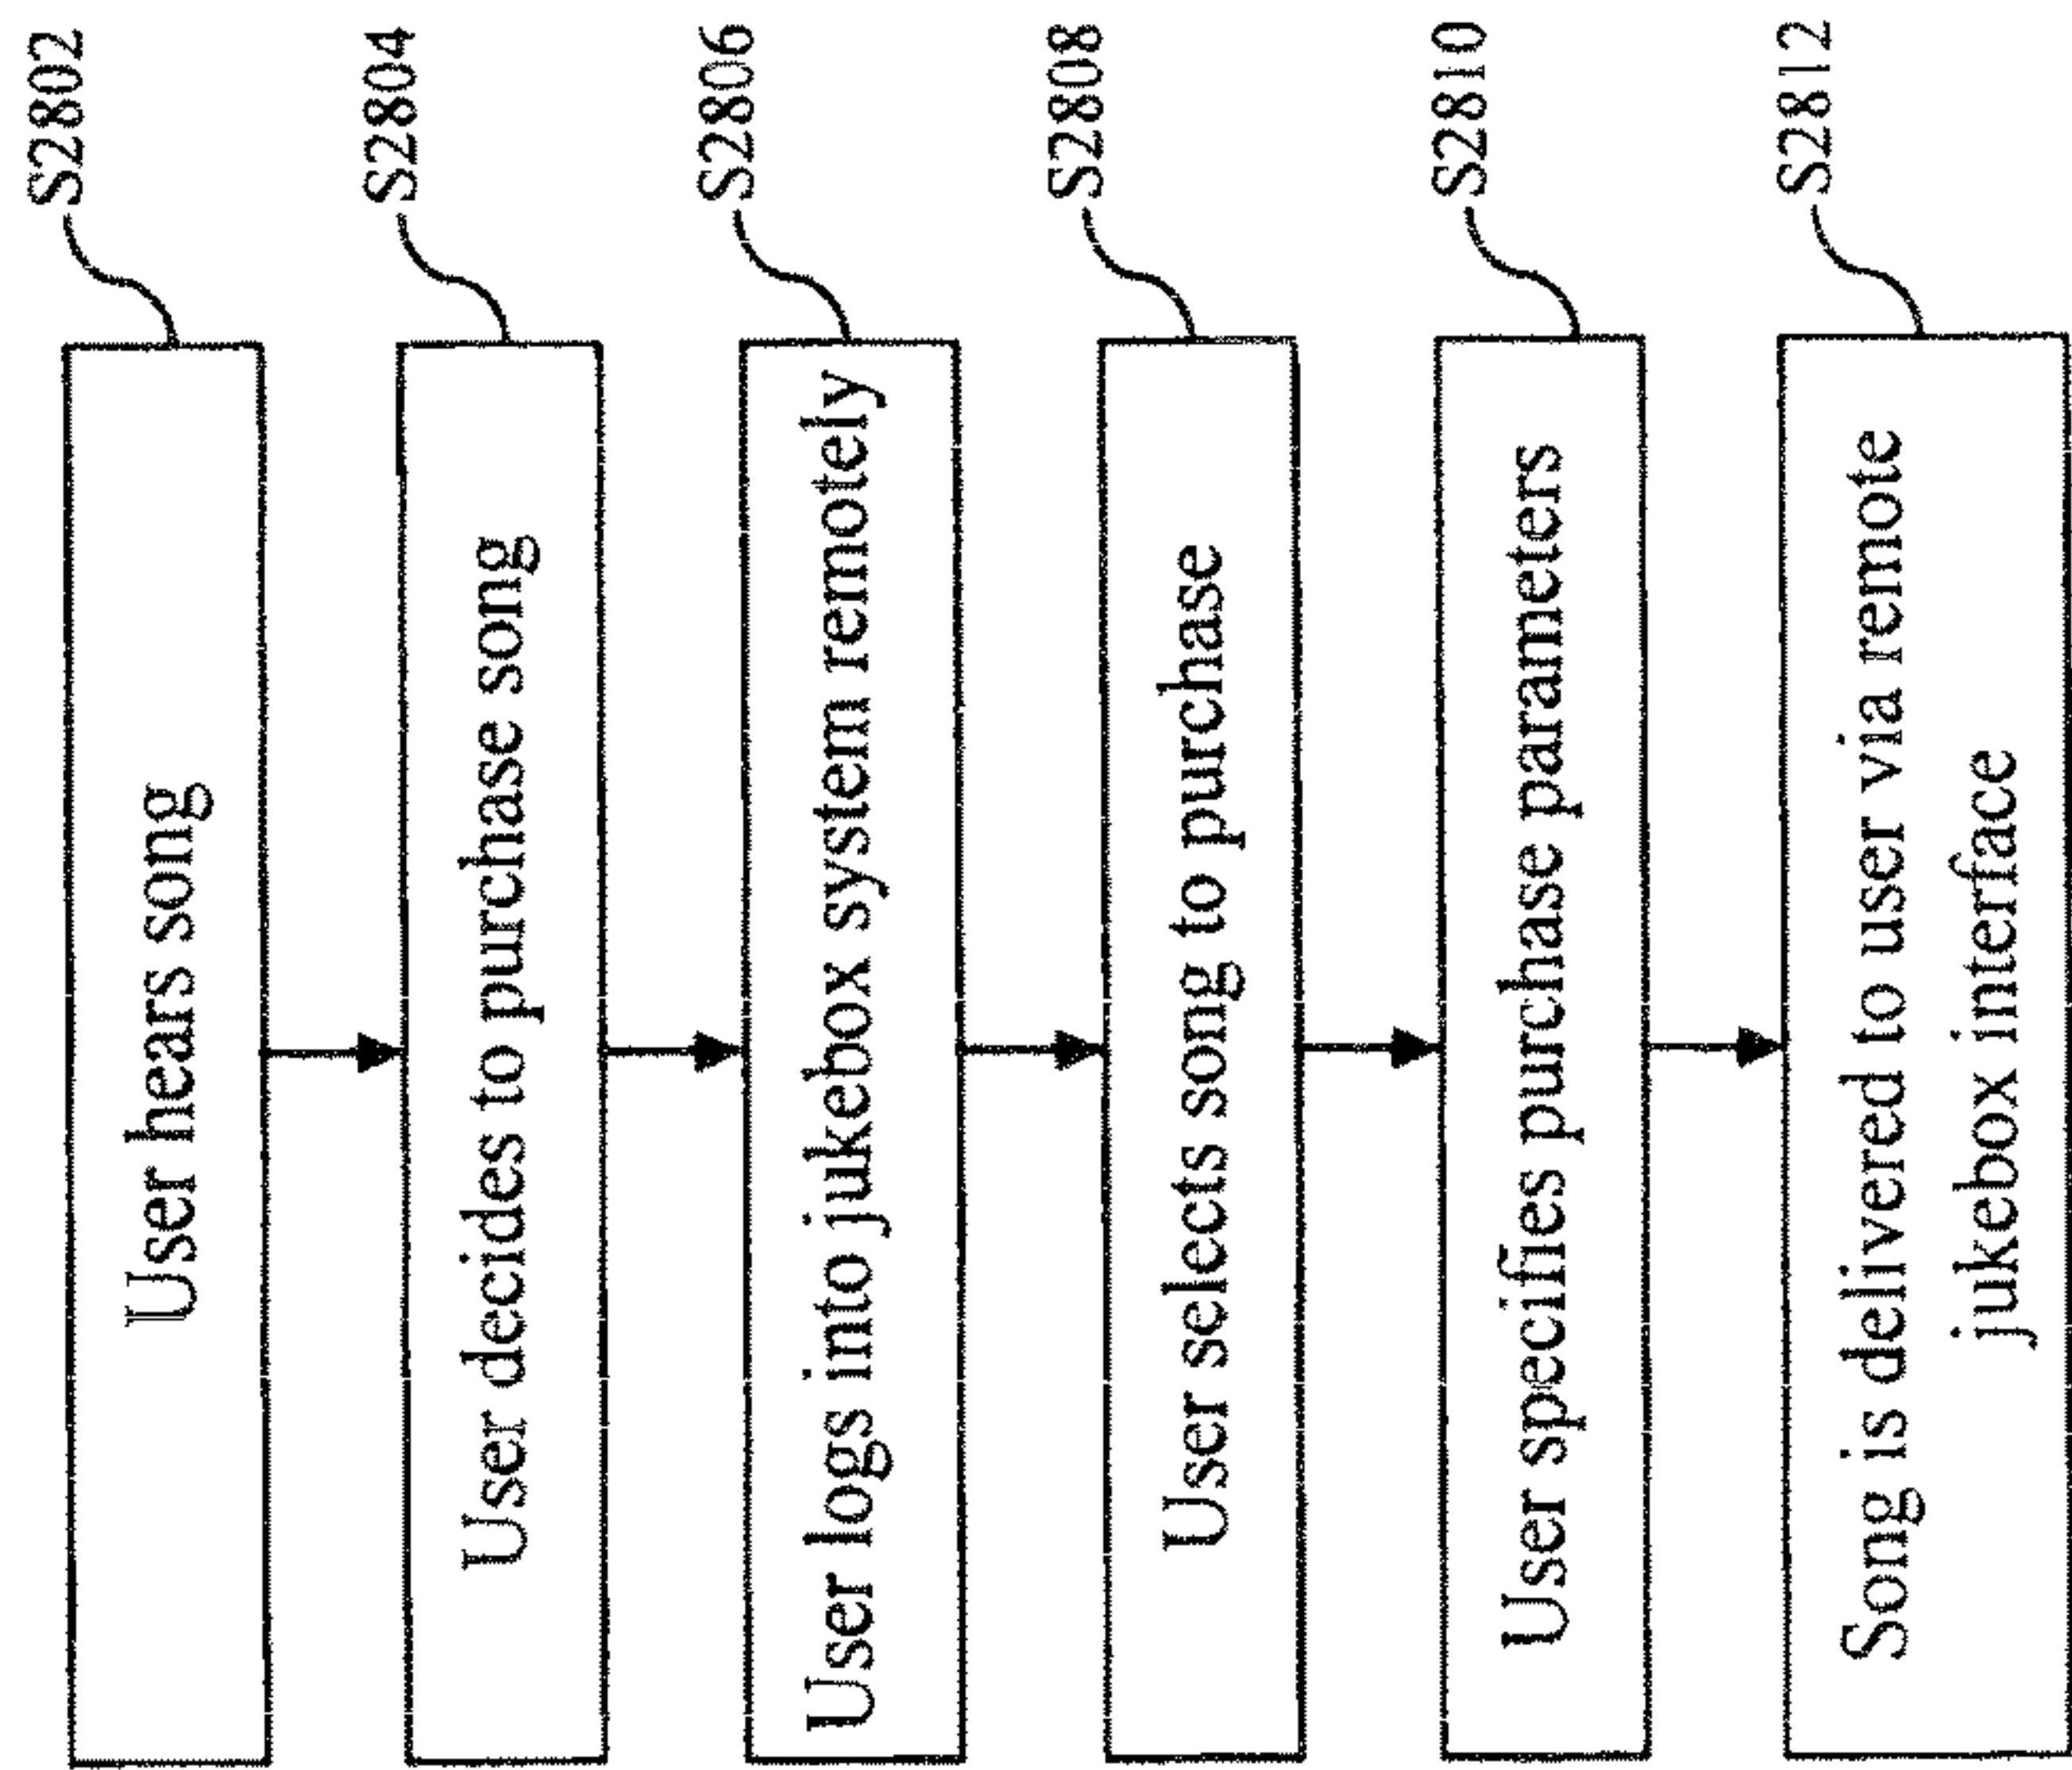 S2802
User hears song
S2804
User decides to purchase song
S2806
User logs into jukebox system remotely
S2808
User selects song to purchase
S2810
User specifies purchase parameters
S2812
Song is delivered to user via remote
jukebox interface